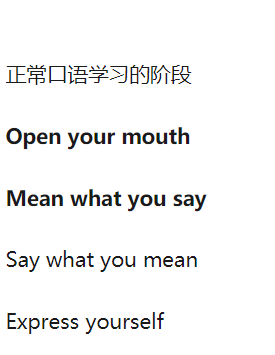 正常口语学习的阶段
Open your mouth
Mean what you say
Say what you mean
Express yourself